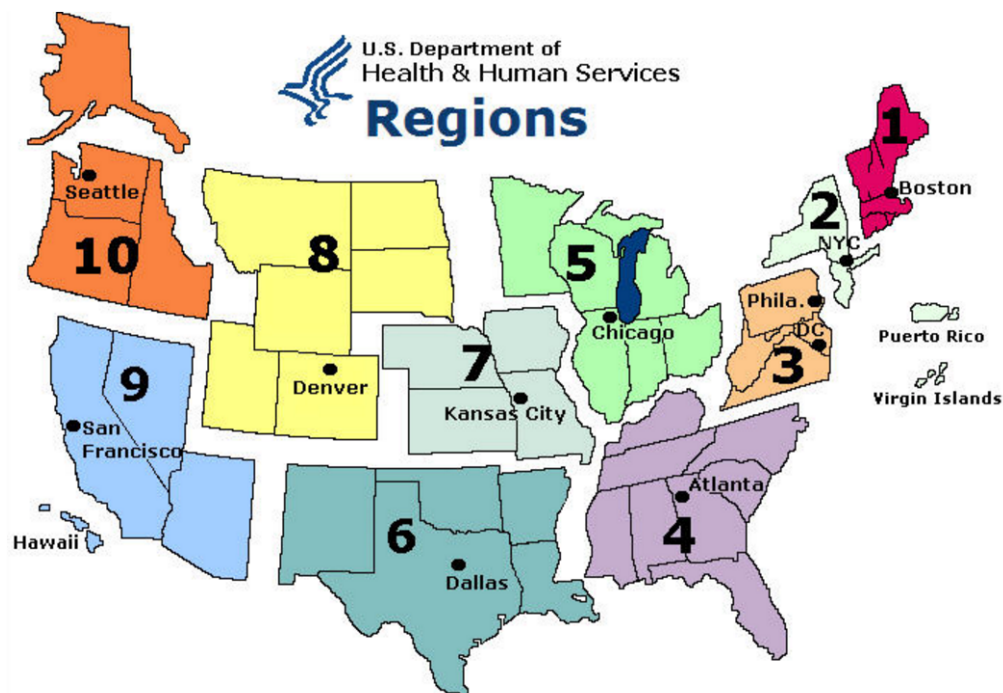 U.S. Department of
Health & Human Services
Regions
1
Boston
2
NYC
Seattle
10
8
5
Chicago
Phila.
DC
3
Puerto Rico
Virgin Islands
9
San
Francisco
Denver
7
Kansas City
Atlanta
4
6
Dallas
Hawaii